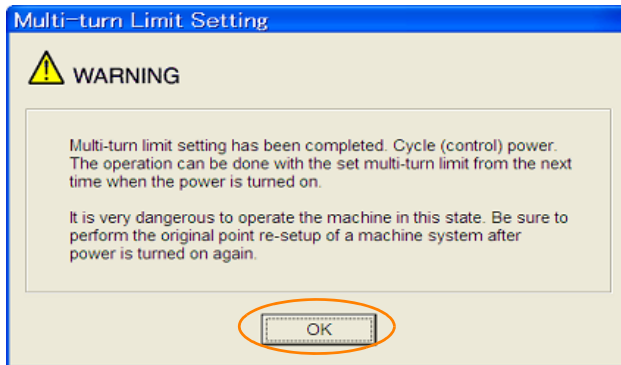 Multi-turn Limit Setting
WARNING
Multi-turn limit setting has been completed. Cycle (control) power.
The operation can be done with the set multi-turn limit from the next
time when the power is turned on.
It is very dangerous to operate the machine in this state. Be sure to
perform the original point re-setup of a machine system after
power is turned on again.
OK